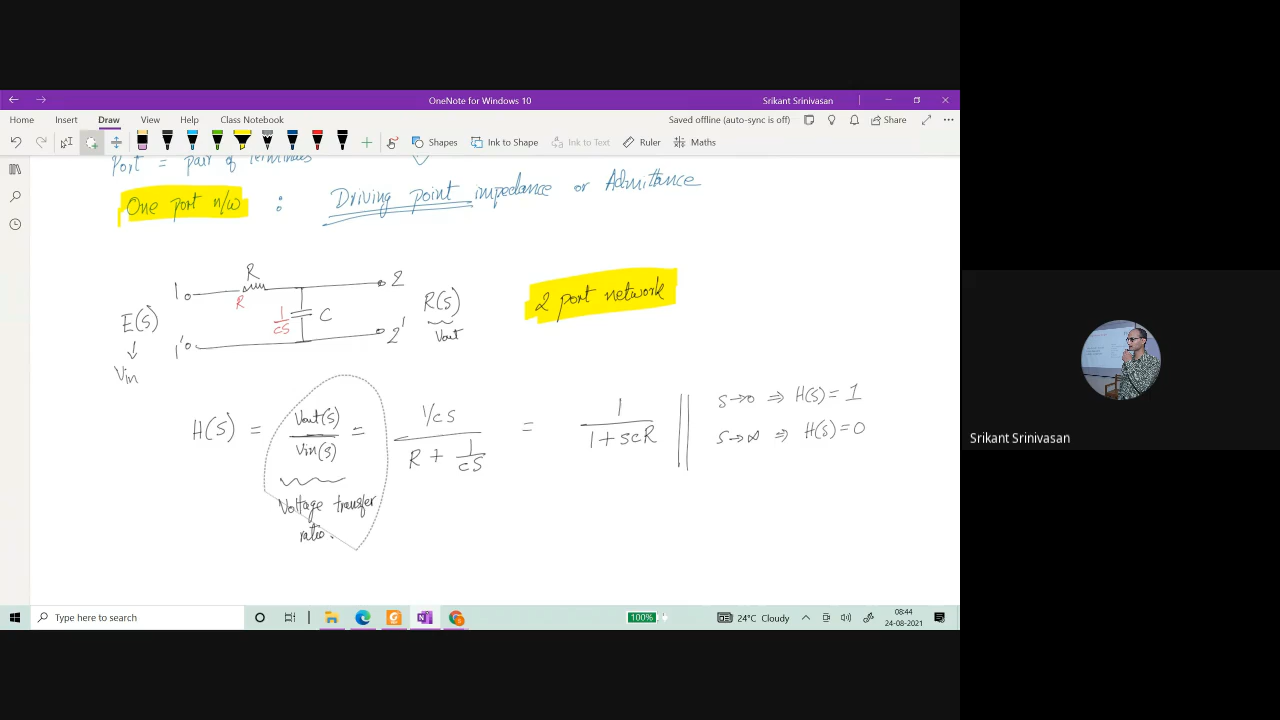 OneNote for Windows 10
Srikant Srinivasan
Home Insert Draw View Help Class Notebook
Saved offline (auto-sync is off)
Share
Shapes Ink to Shape Ink to Text Ruler Maths
Port = pair of Terminals
One port n/w : Driving point impedance or Admittance
R
1 2
R
1/CS C
E(s) R(s)
Vout
1' 2'
Vin
2 port network
H(s) = Vout(s)/Vin(s) = 1/cs / (R + 1/cs) = 1/(1+scR)
s→0 ⇒ H(s) = 1
s→∞ ⇒ H(s) = 0
Voltage transfer
ratio.
Srikant Srinivasan
Type here to search
100%
24°C Cloudy
08:44
24-08-2021